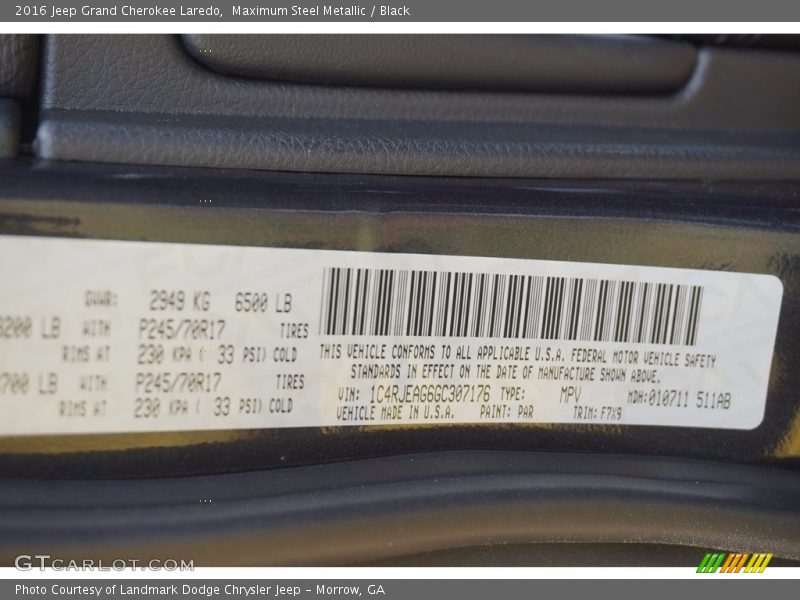 2016 Jeep Grand Cherokee Laredo,  Maximum Steel Metallic / Black
GVWR: 2949 KG 6500 LB
200 LB WITH P245/70R17 TIRES
RIMS AT 230 KPA ( 33 PSI) COLD
700 LB WITH P245/70R17 TIRES
RIMS AT 230 KPA ( 33 PSI) COLD
THIS VEHICLE CONFORMS TO ALL APPLICABLE U.S.A. FEDERAL MOTOR VEHICLE SAFETY
STANDARDS IN EFFECT ON THE DATE OF MANUFACTURE SHOWN ABOVE.
VIN: 1C4RJEAG6GC307176 TYPE: MPV MDH:010711 511AB
VEHICLE MADE IN U.S.A. PAINT: PAR TRIM: F7X9
GTCARLOT.COM
Photo Courtesy of Landmark Dodge Chrysler Jeep – Morrow, GA